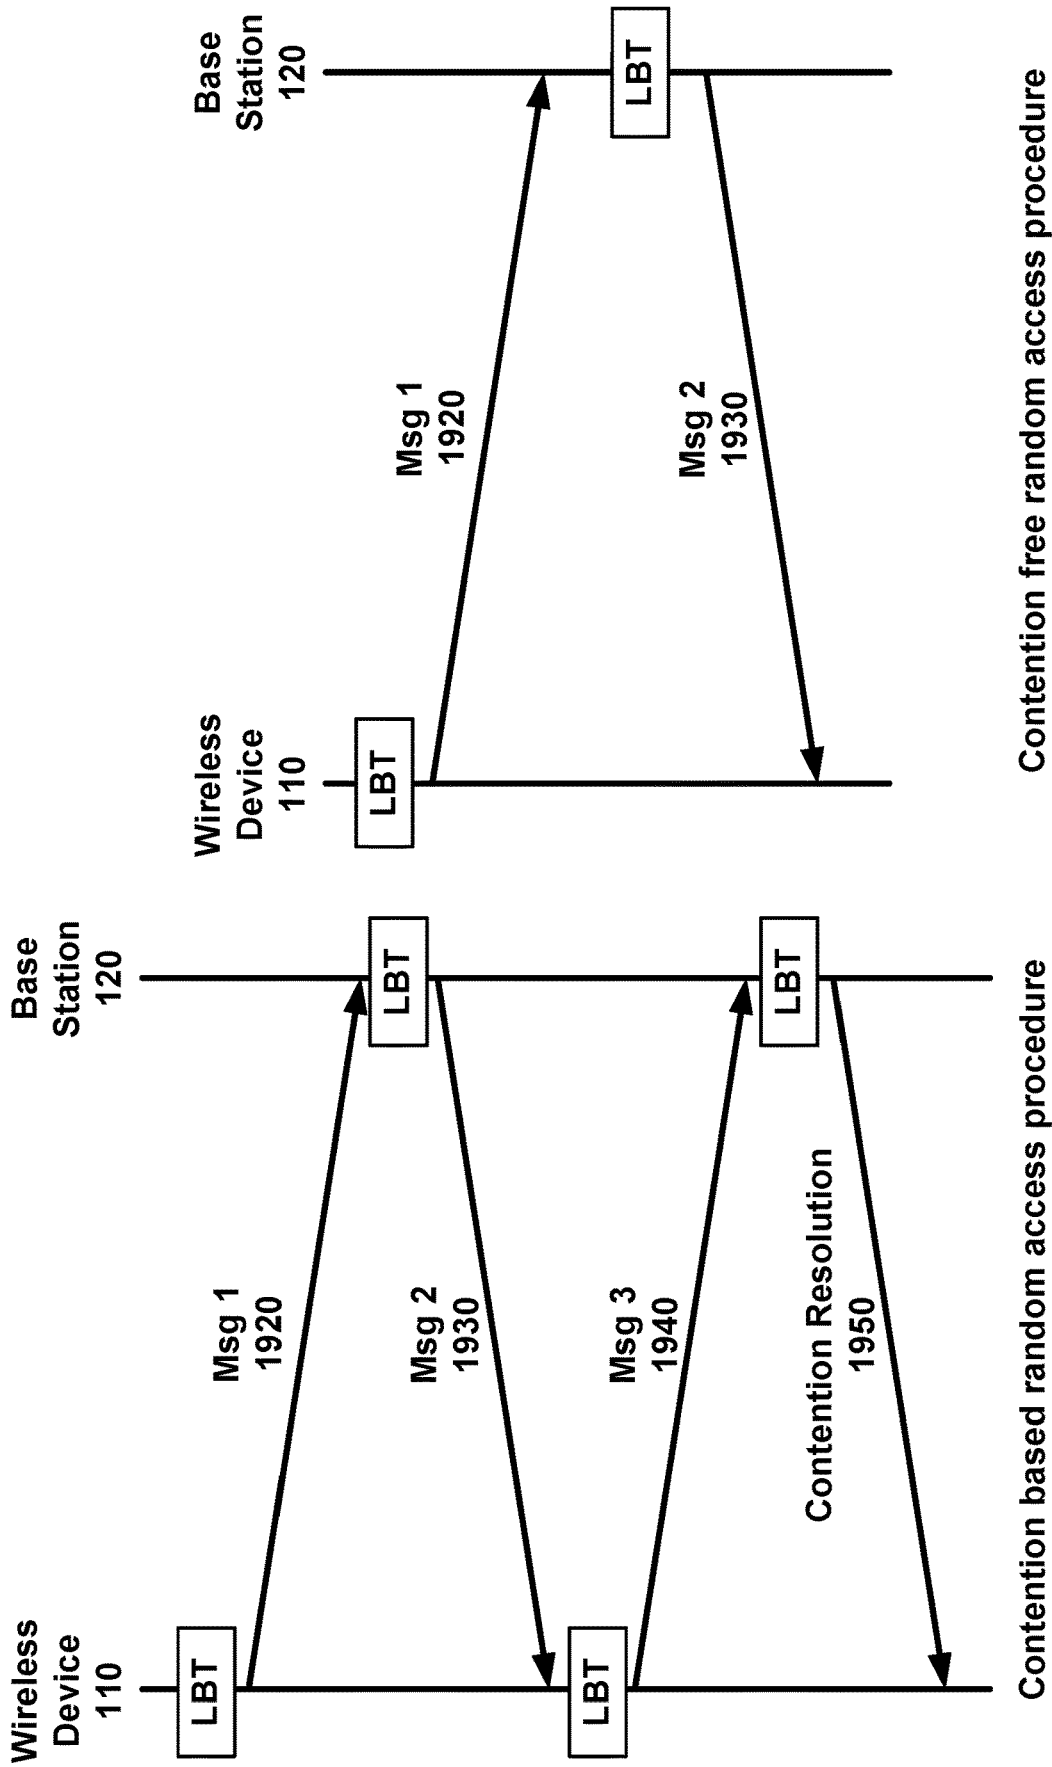 Wireless
Device
110
Base
Station
120
LBT
Msg 1
1920
LBT
Msg 2
1930
LBT
Msg 3
1940
LBT
Contention Resolution
1950
Contention based random access procedure
Wireless
Device
110
Base
Station
120
LBT
Msg 1
1920
LBT
Msg 2
1930
Contention free random access procedure